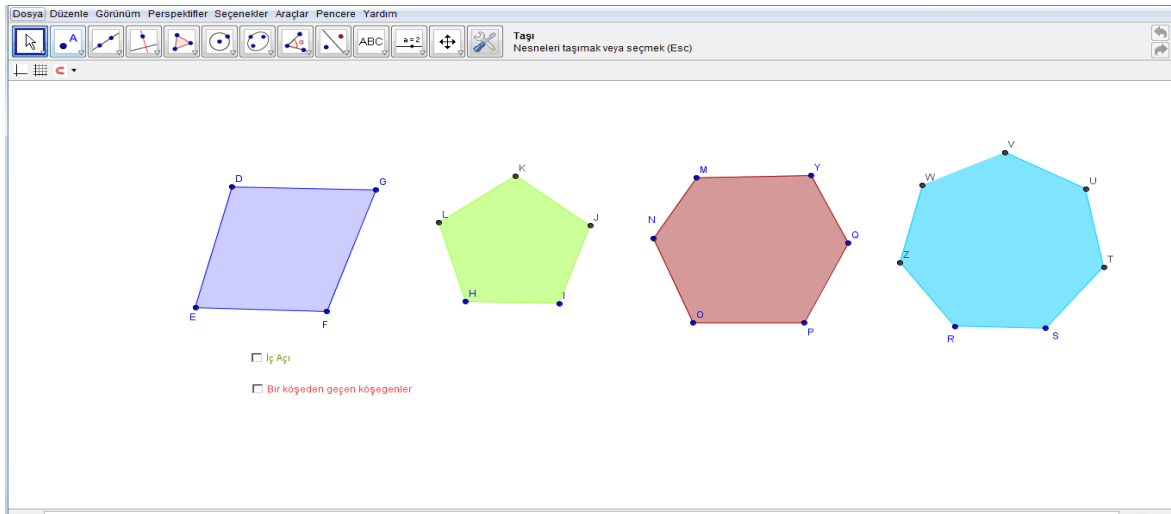 Dosya Düzenle Görünüm Perspektifler Seçenekler Araçlar Pencere Yardım
A
α
ABC
a=2
Taşı
Nesneleri taşımak veya seçmek (Esc)
D
G
E
F
K
L
J
H
I
M
Y
N
Q
O
P
V
W
U
Z
T
R
S
İç Açı
Bir köşeden geçen köşegenler